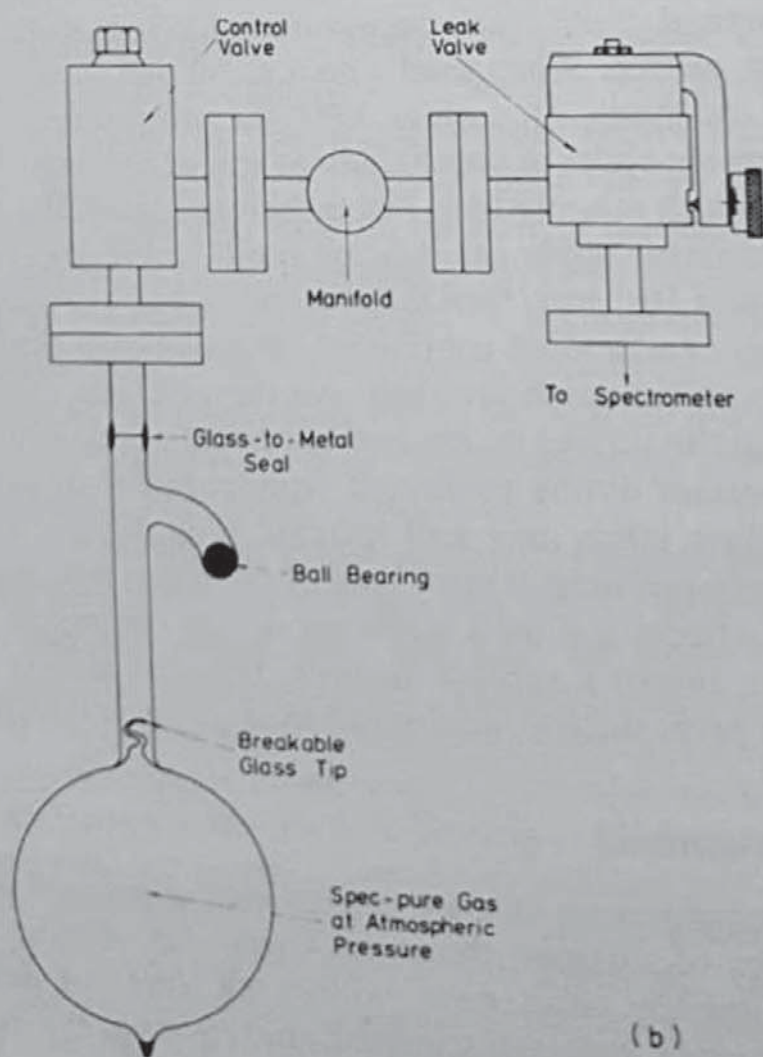 Control
Valve
Leak
Valve
Manifold
To Spectrometer
Glass-to-Metal
Seal
Ball Bearing
Breakable
Glass Tip
Spec-pure Gas
at Atmospheric
Pressure
(b)